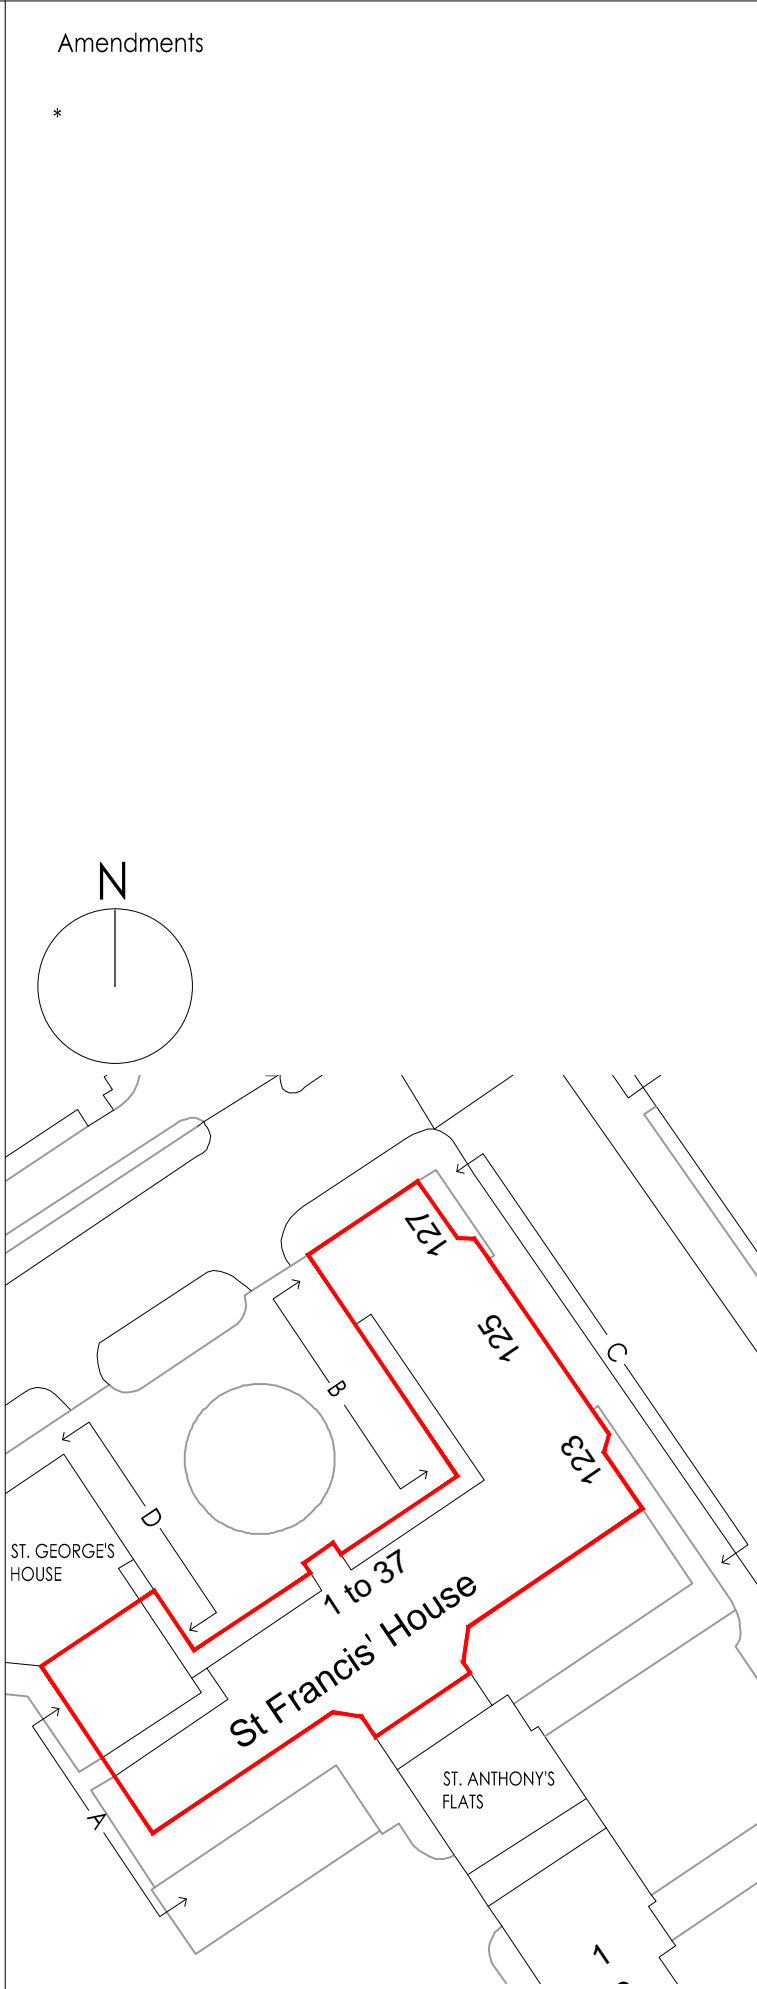 Amendments
*
N
127
125
C
B
123
D
ST. GEORGE'S
HOUSE
1 to 37
St Francis' House
ST. ANTHONY'S
FLATS
A
1